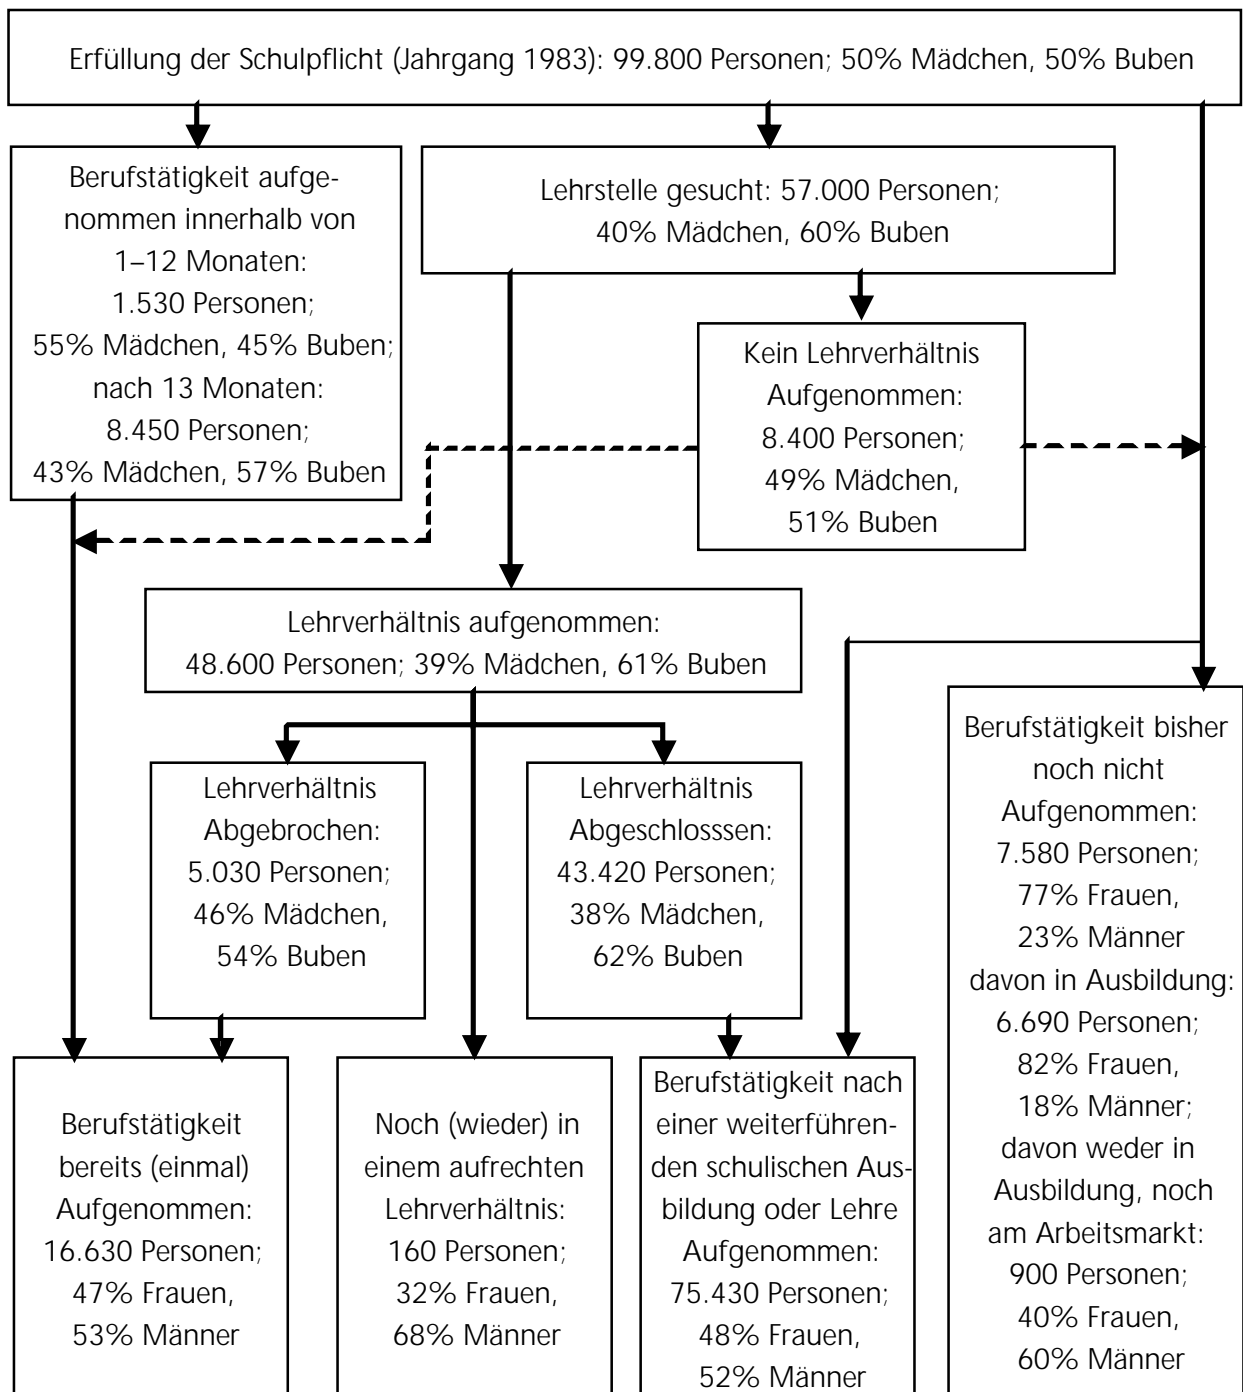 Erfüllung der Schulpflicht (Jahrgang 1983): 99.800 Personen; 50% Mädchen, 50% Buben
Berufstätigkeit aufge-
nommen innerhalb von
1–12 Monaten:
1.530 Personen;
55% Mädchen, 45% Buben;
nach 13 Monaten:
8.450 Personen;
43% Mädchen, 57% Buben
Lehrstelle gesucht: 57.000 Personen;
40% Mädchen, 60% Buben
Kein Lehrverhältnis
Aufgenommen:
8.400 Personen;
49% Mädchen,
51% Buben
Lehrverhältnis aufgenommen:
48.600 Personen; 39% Mädchen, 61% Buben
Lehrverhältnis
Abgebrochen:
5.030 Personen;
46% Mädchen,
54% Buben
Lehrverhältnis
Abgeschlosssen:
43.420 Personen;
38% Mädchen,
62% Buben
Berufstätigkeit
bereits (einmal)
Aufgenommen:
16.630 Personen;
47% Frauen,
53% Männer
Noch (wieder) in
einem aufrechten
Lehrverhältnis:
160 Personen;
32% Frauen,
68% Männer
Berufstätigkeit nach
einer weiterführen-
den schulischen Aus-
bildung oder Lehre
Aufgenommen:
75.430 Personen;
48% Frauen,
52% Männer
Berufstätigkeit bisher
noch nicht
Aufgenommen:
7.580 Personen;
77% Frauen,
23% Männer
davon in Ausbildung:
6.690 Personen;
82% Frauen,
18% Männer;
davon weder in
Ausbildung, noch
am Arbeitsmarkt:
900 Personen;
40% Frauen,
60% Männer